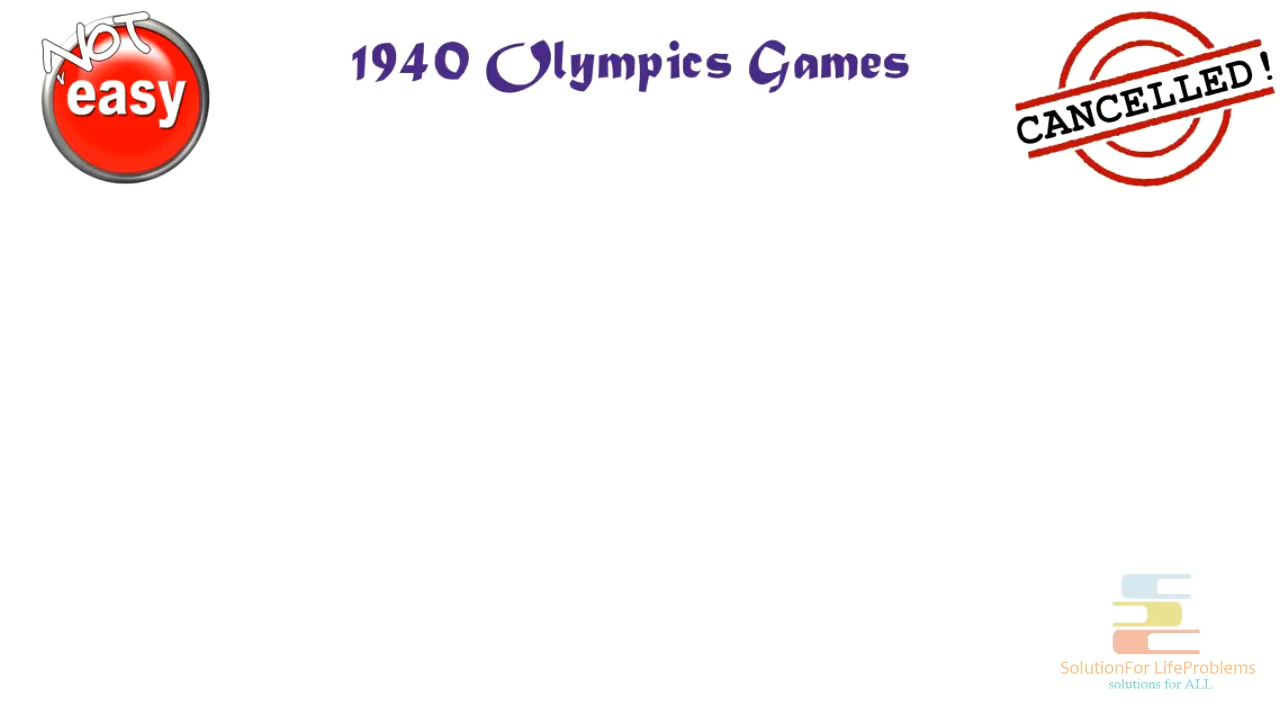 NOT
easy
1940 Olympics Games
CANCELLED!
SolutionFor LifeProblems
solutions for ALL